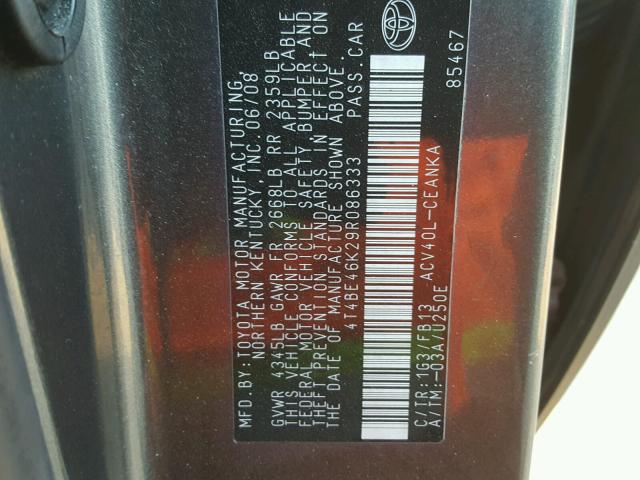 MFD. BY: TOYOTA MOTOR MANUFACTURING,
NORTHERN KENTUCKY, INC. 06/08
GVWR 4345LB GAWR FR 2668LB RR 2359LB
THIS VEHICLE CONFORMS TO ALL APPLICABLE
FEDERAL MOTOR VEHICLE SAFETY, BUMPER AND
THEFT PREVENTION STANDARDS IN EFFECT ON
THE DATE OF MANUFACTURE SHOWN ABOVE.
4T4BE46K29R086333 PASS.CAR
C/TR:1G3/FB13 ACV40L-CEANKA
A/TM:-03A/U250E 85467